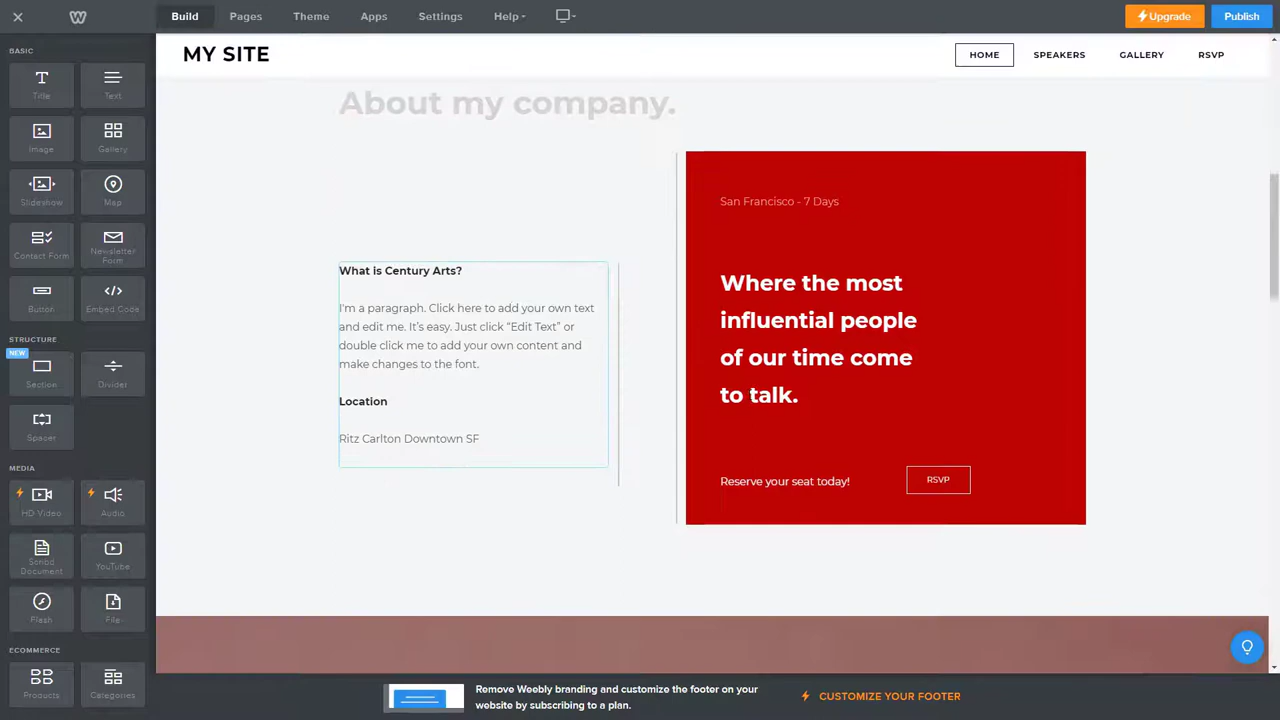 Build
Pages
Theme
Apps
Settings
Help
Upgrade
Publish
BASIC
Title
Text
Image
Gallery
Slideshow
Map
Contact Form
Newsletter
Form
Button
Embed Code
STRUCTURE
NEW
Section
Divider
Spacer
MEDIA
HD Video
Audio
Scribd
Document
YouTube
Flash
File
ECOMMERCE
Products
Categories
MY SITE
HOME
SPEAKERS
GALLERY
RSVP
About my company.
What is Century Arts?
I'm a paragraph. Click here to add your own text
and edit me. It’s easy. Just click “Edit Text” or
double click me to add your own content and
make changes to the font.
Location
Ritz Carlton Downtown SF
San Francisco - 7 Days
Where the most
influential people
of our time come
to talk.
Reserve your seat today!
RSVP
Remove Weebly branding and customize the footer on your
website by subscribing to a plan.
CUSTOMIZE YOUR FOOTER